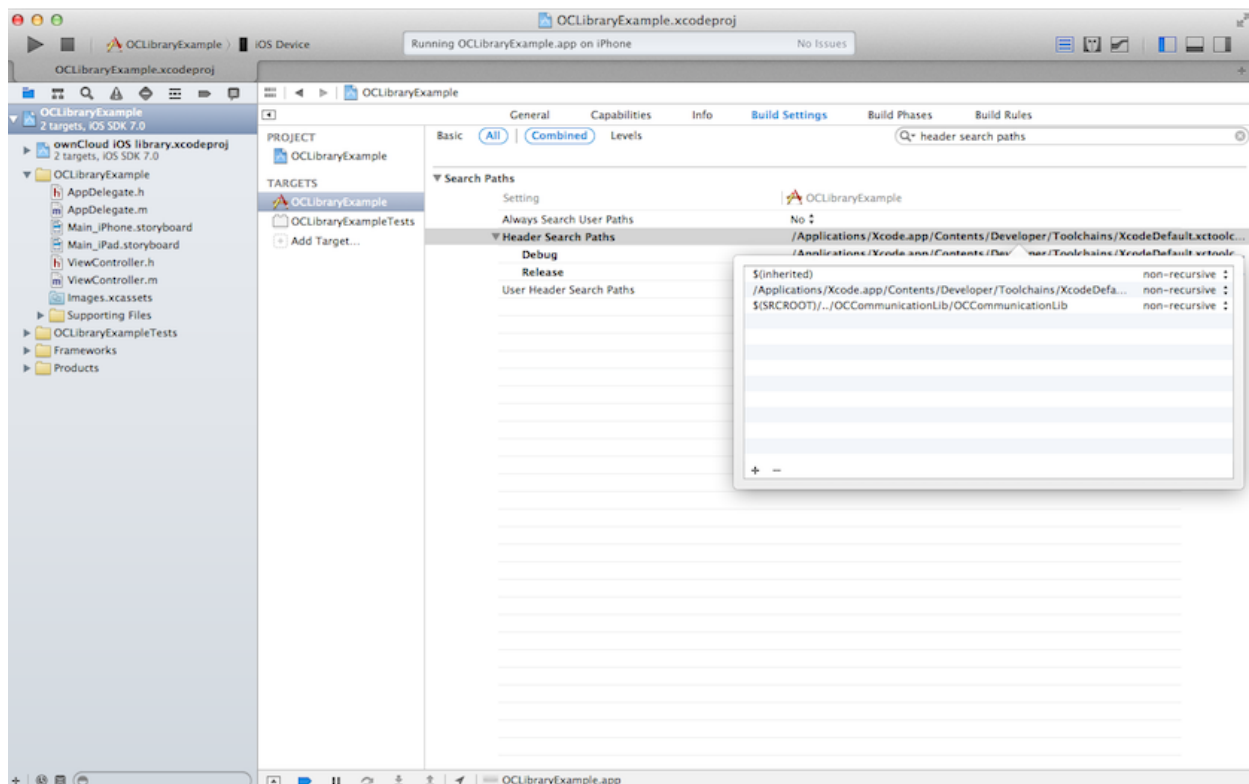 OCLibraryExample.xcodeproj
OCLibraryExample
iOS Device
Running OCLibraryExample.app on iPhone
No Issues
OCLibraryExample.xcodeproj
OCLibraryExample
OCLibraryExample
2 targets, iOS SDK 7.0
ownCloud iOS library.xcodeproj
2 targets, iOS SDK 7.0
OCLibraryExample
h AppDelegate.h
m AppDelegate.m
Main_iPhone.storyboard
Main_iPad.storyboard
h ViewController.h
m ViewController.m
Images.xcassets
Supporting Files
OCLibraryExampleTests
Frameworks
Products
PROJECT
OCLibraryExample
TARGETS
OCLibraryExample
OCLibraryExampleTests
Add Target...
General Capabilities Info Build Settings Build Phases Build Rules
Basic All Combined Levels
header search paths
Search Paths
Setting OCLibraryExample
Always Search User Paths No
Header Search Paths /Applications/Xcode.app/Contents/Developer/Toolchains/XcodeDefault.xctoolc...
Debug /Applications/Xcode.app/Contents/Dev
Release
User Header Search Paths
$(inherited) non-recursive
/Applications/Xcode.app/Contents/Developer/Toolchains/XcodeDefa... non-recursive
$(SRCROOT)/../OCCommunicationLib/OCCommunicationLib non-recursive
+ −
OCLibraryExample.app